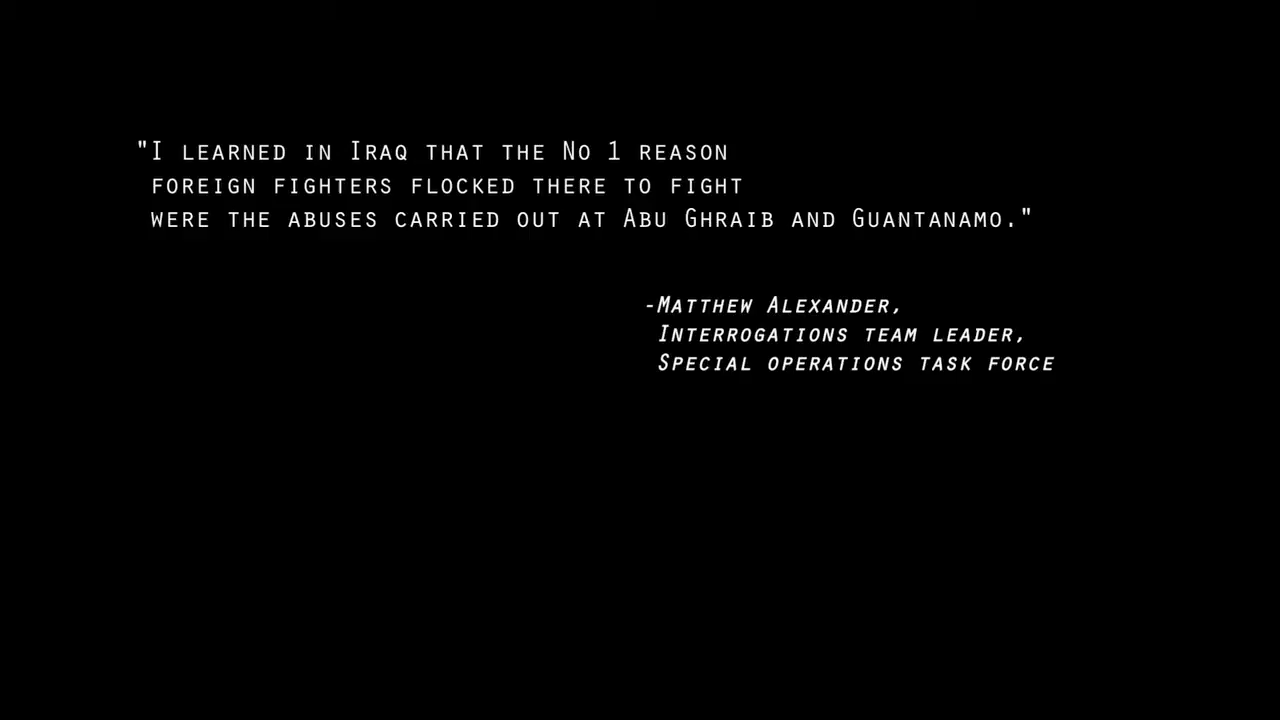 "I learned in Iraq that the No 1 reason
foreign fighters flocked there to fight
were the abuses carried out at Abu Ghraib and Guantanamo."
-Matthew Alexander,
Interrogations team leader,
Special operations task force